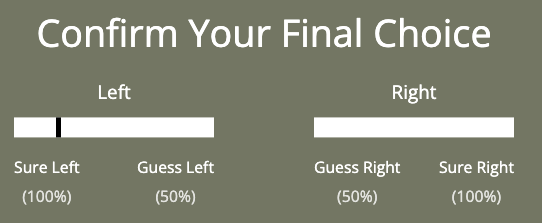 Confirm Your Final Choice
Left Right
Sure Left Guess Left Guess Right Sure Right
(100%) (50%) (50%) (100%)